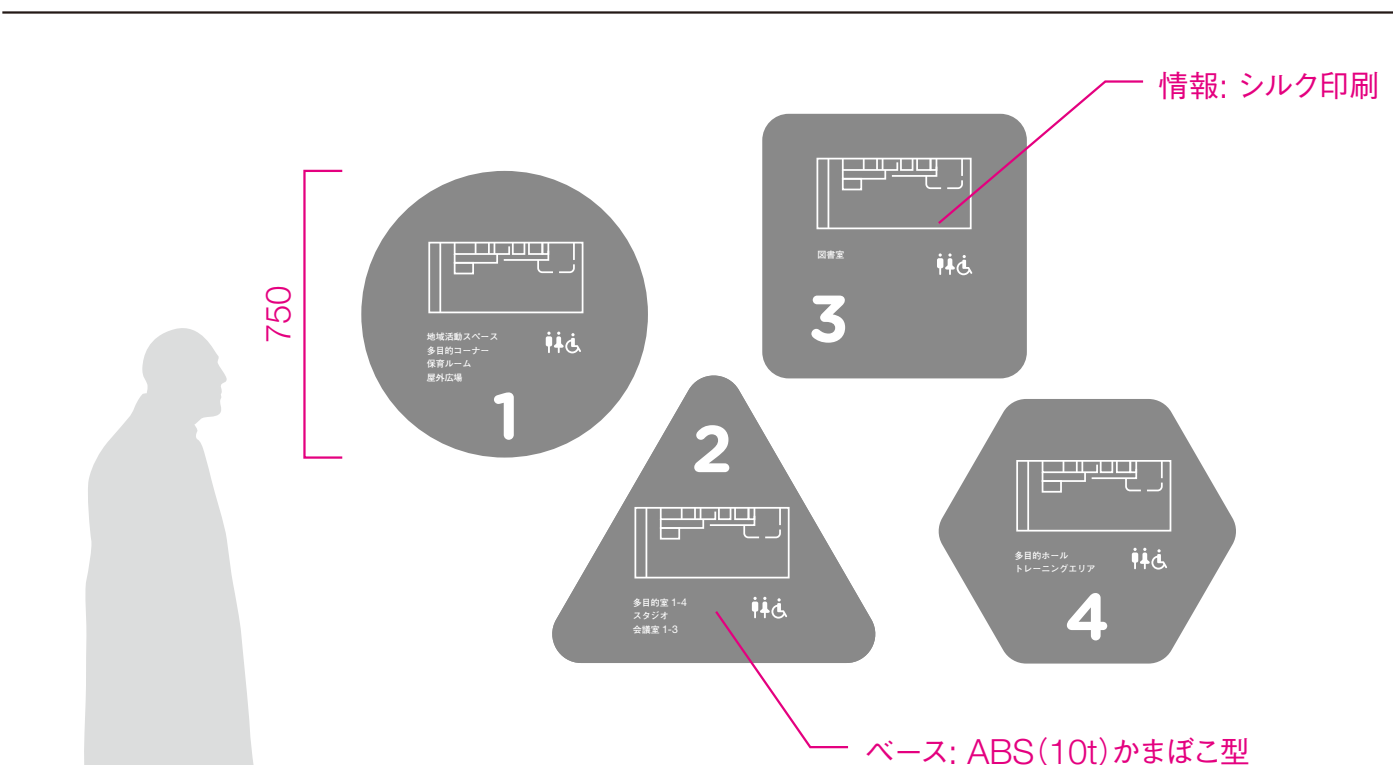 情報: シルク印刷
750
地域活動スペース
多目的コーナー
保育ルーム
屋外広場
1
2
多目的室 1-4
スタジオ
会議室 1-3
図書室
3
多目的ホール
トレーニングエリア
4
ベース: ABS(10t)かまぼこ型